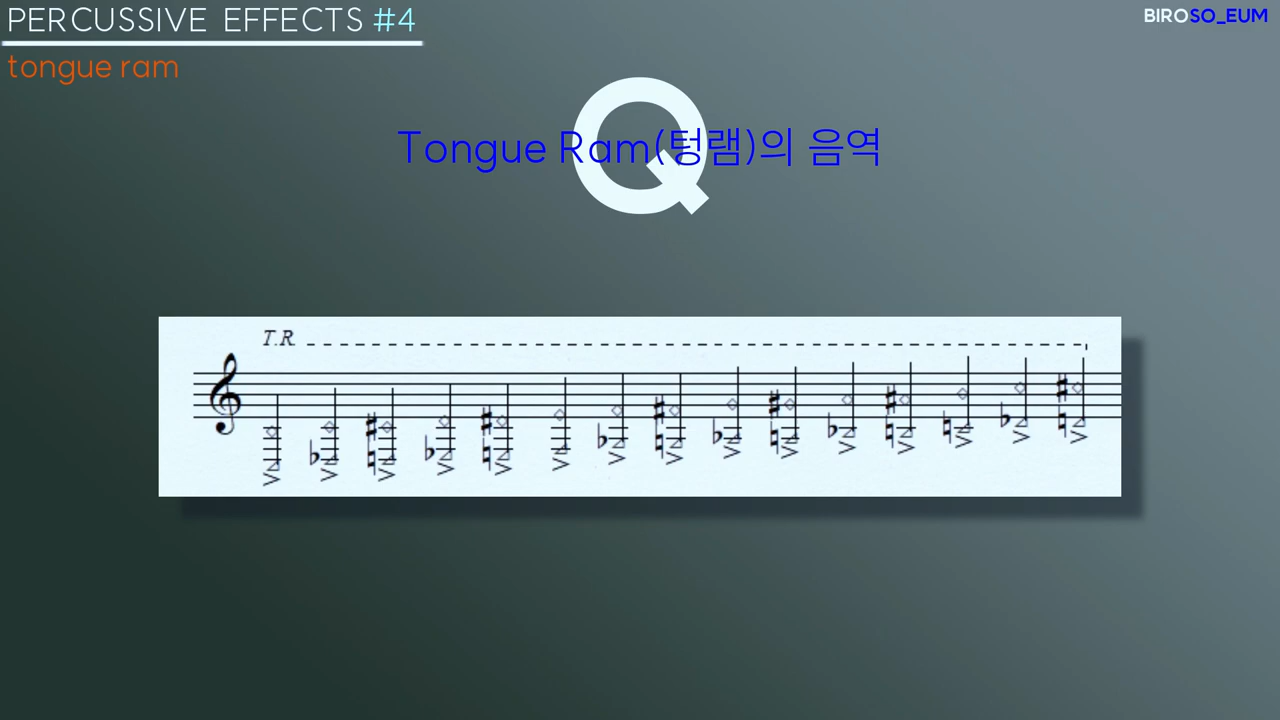 PERCUSSIVE EFFECTS #4
BIROSO_EUM
tongue ram
Q
Tongue Ram(텅램)의 음역
T.R.